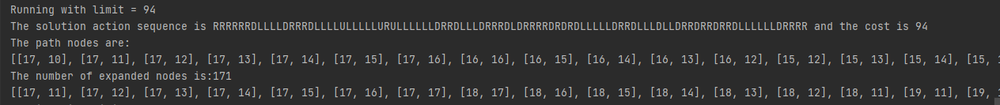 Running with limit = 94
The solution action sequence is RRRRRRDLLLLDRRRDLLLLULLLLLURULLLLLLDRRDLLLDRRRDLDRRRRDRDRDLLLLLDRRDLLLDLLDRRDRRDRRDLLLLLLDRRRR and the cost is 94
The path nodes are:
[[17, 10], [17, 11], [17, 12], [17, 13], [17, 14], [17, 15], [17, 16], [16, 16], [16, 15], [16, 14], [16, 13], [16, 12], [15, 12], [15, 13], [15, 14], [15,
The number of expanded nodes is:171
[[17, 11], [17, 12], [17, 13], [17, 14], [17, 15], [17, 16], [17, 17], [18, 17], [18, 16], [18, 15], [18, 14], [18, 13], [18, 12], [18, 11], [19, 11], [19,